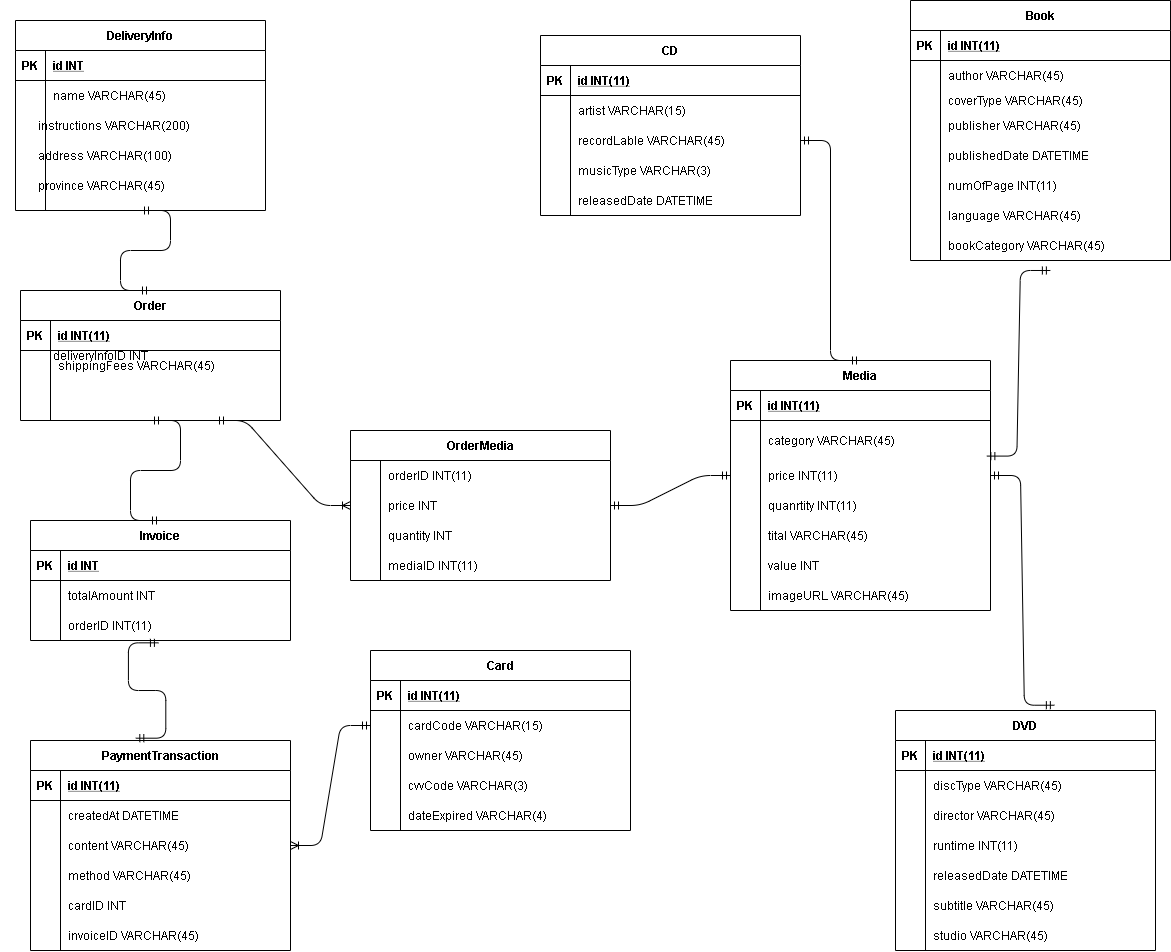 DeliveryInfo
PK id INT
name VARCHAR(45)
instructions VARCHAR(200)
address VARCHAR(100)
province VARCHAR(45)
Order
PK id INT(11)
deliveryInfoID INT
shippingFees VARCHAR(45)
Invoice
PK id INT
totalAmount INT
orderID INT(11)
PaymentTransaction
PK id INT(11)
createdAt DATETIME
content VARCHAR(45)
method VARCHAR(45)
cardID INT
invoiceID VARCHAR(45)
OrderMedia
orderID INT(11)
price INT
quantity INT
mediaID INT(11)
Card
PK id INT(11)
cardCode VARCHAR(15)
owner VARCHAR(45)
cvvCode VARCHAR(3)
dateExpired VARCHAR(4)
CD
PK id INT(11)
artist VARCHAR(15)
recordLable VARCHAR(45)
musicType VARCHAR(3)
releasedDate DATETIME
Book
PK id INT(11)
author VARCHAR(45)
coverType VARCHAR(45)
publisher VARCHAR(45)
publishedDate DATETIME
numOfPage INT(11)
language VARCHAR(45)
bookCategory VARCHAR(45)
Media
PK id INT(11)
category VARCHAR(45)
price INT(11)
quanrtity INT(11)
tital VARCHAR(45)
value INT
imageURL VARCHAR(45)
DVD
PK id INT(11)
discType VARCHAR(45)
director VARCHAR(45)
runtime INT(11)
releasedDate DATETIME
subtitle VARCHAR(45)
studio VARCHAR(45)